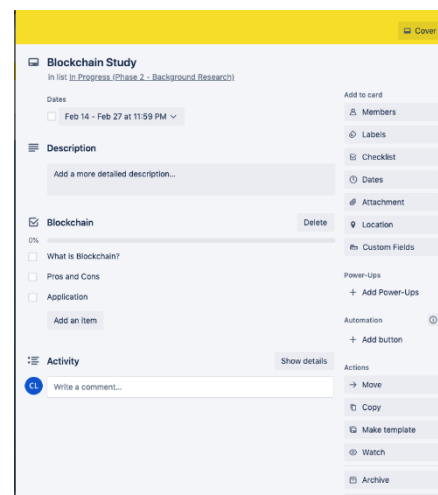 Cover
Blockchain Study
in list In Progress (Phase 2 - Background Research)
Dates
Feb 14 - Feb 27 at 11:59 PM
Description
Add a more detailed description...
Blockchain
Delete
0%
What is Blockchain?
Pros and Cons
Application
Add an item
Activity
Show details
CL
Write a comment...
Add to card
Members
Labels
Checklist
Dates
Attachment
Location
Custom Fields
Power-Ups
+ Add Power-Ups
Automation
+ Add button
Actions
→ Move
Copy
Make template
Watch
Archive